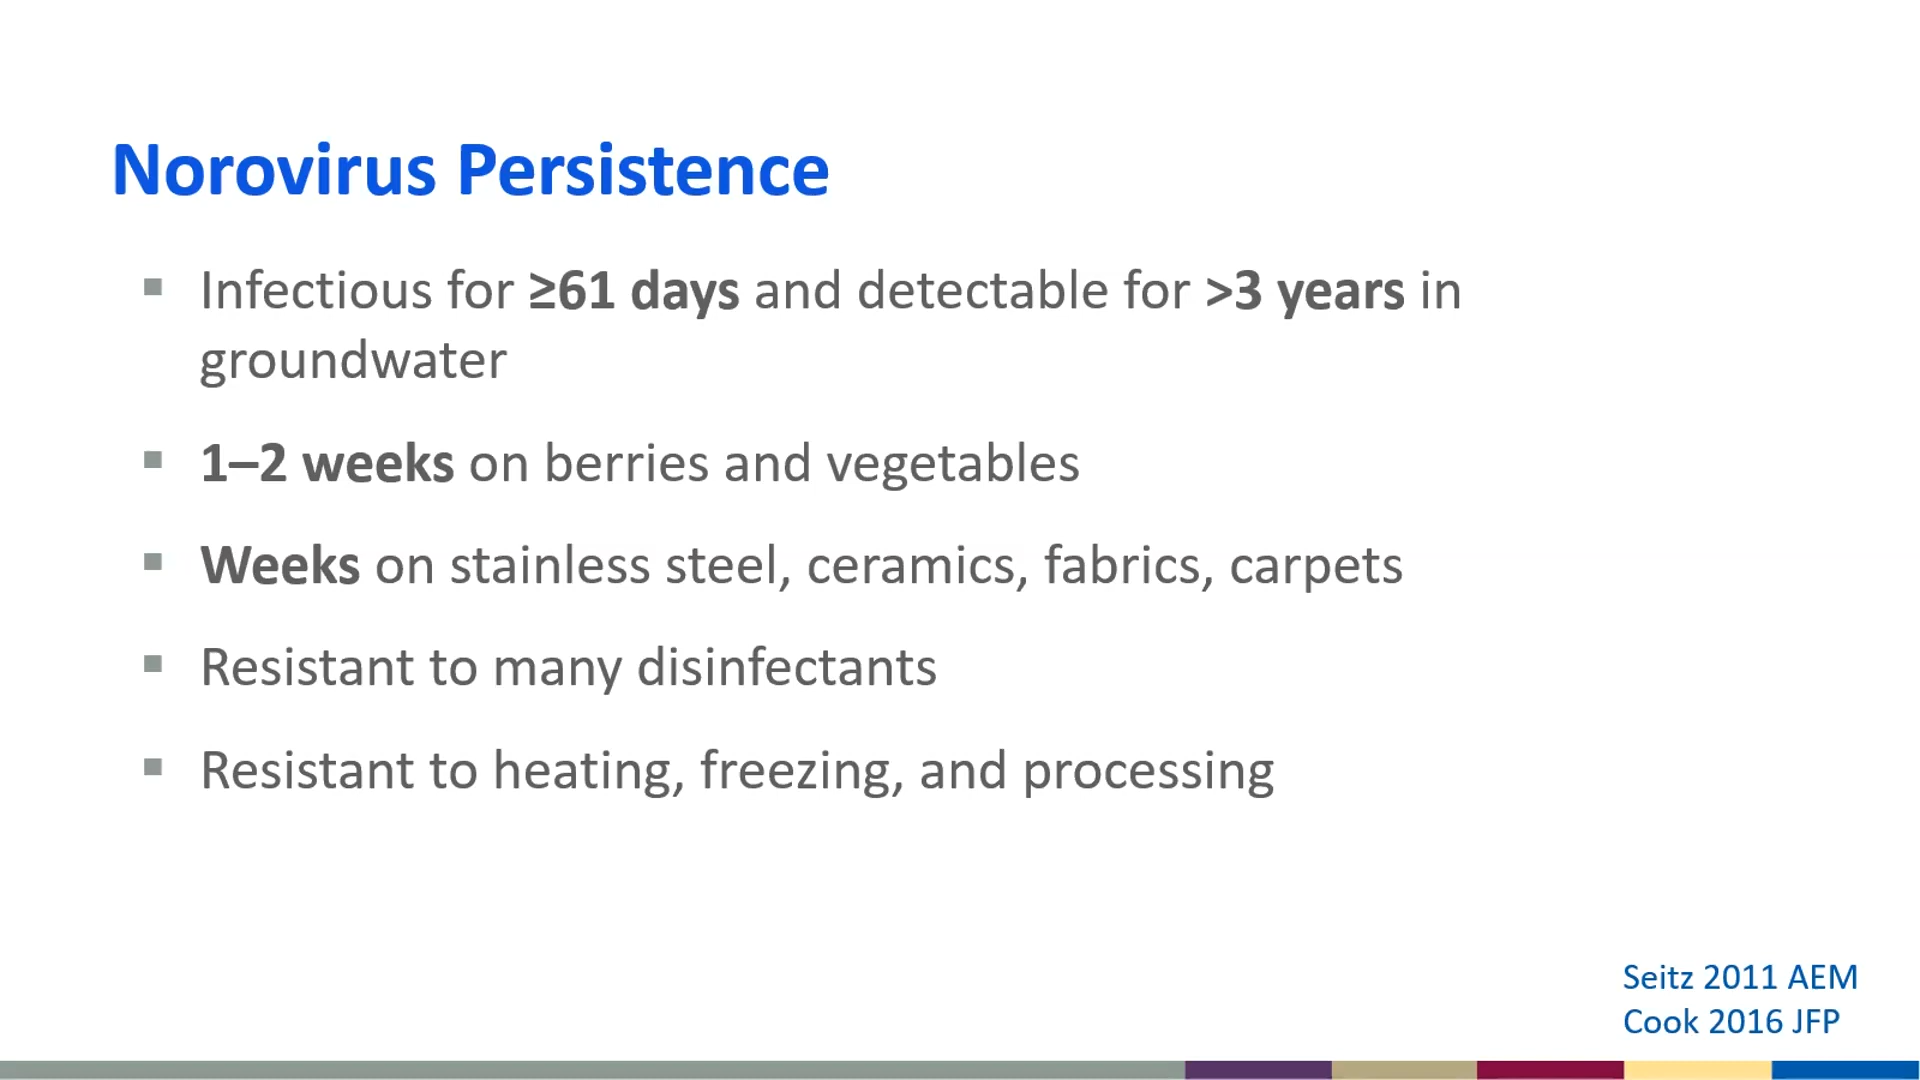 Norovirus Persistence
▪ Infectious for ≥61 days and detectable for >3 years in
groundwater
▪ 1–2 weeks on berries and vegetables
▪ Weeks on stainless steel, ceramics, fabrics, carpets
▪ Resistant to many disinfectants
▪ Resistant to heating, freezing, and processing
Seitz 2011 AEM
Cook 2016 JFP